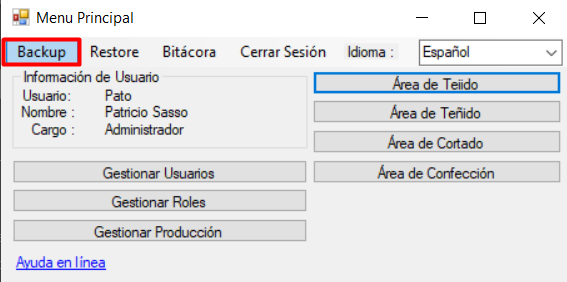 Menu Principal
Backup Restore Bitácora Cerrar Sesión Idioma : Español
Información de Usuario
Usuario: Pato
Nombre : Patricio Sasso
Cargo : Administrador
Gestionar Usuarios
Gestionar Roles
Gestionar Producción
Ayuda en línea
Área de Tejido
Área de Teñido
Área de Cortado
Área de Confección